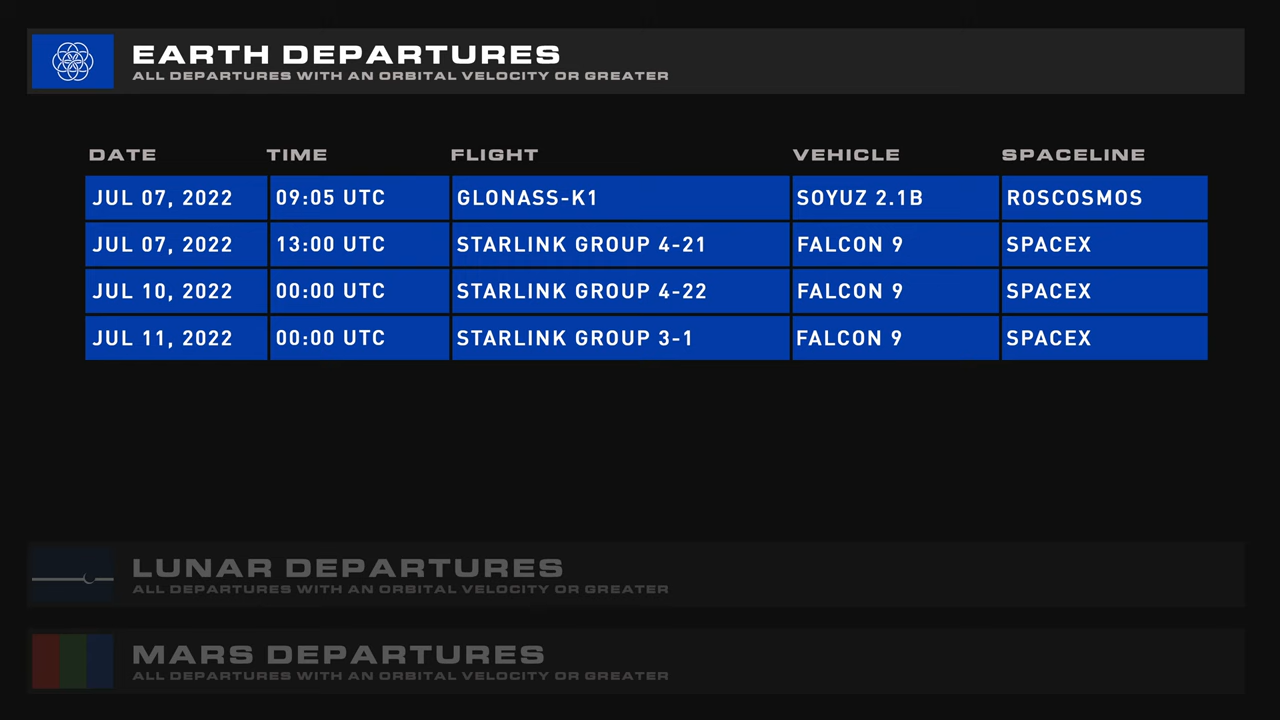 EARTH DEPARTURES
ALL DEPARTURES WITH AN ORBITAL VELOCITY OR GREATER
DATE TIME FLIGHT VEHICLE SPACELINE
JUL 07, 2022 09:05 UTC GLONASS-K1 SOYUZ 2.1B ROSCOSMOS
JUL 07, 2022 13:00 UTC STARLINK GROUP 4-21 FALCON 9 SPACEX
JUL 10, 2022 00:00 UTC STARLINK GROUP 4-22 FALCON 9 SPACEX
JUL 11, 2022 00:00 UTC STARLINK GROUP 3-1 FALCON 9 SPACEX
LUNAR DEPARTURES
ALL DEPARTURES WITH AN ORBITAL VELOCITY OR GREATER
MARS DEPARTURES
ALL DEPARTURES WITH AN ORBITAL VELOCITY OR GREATER